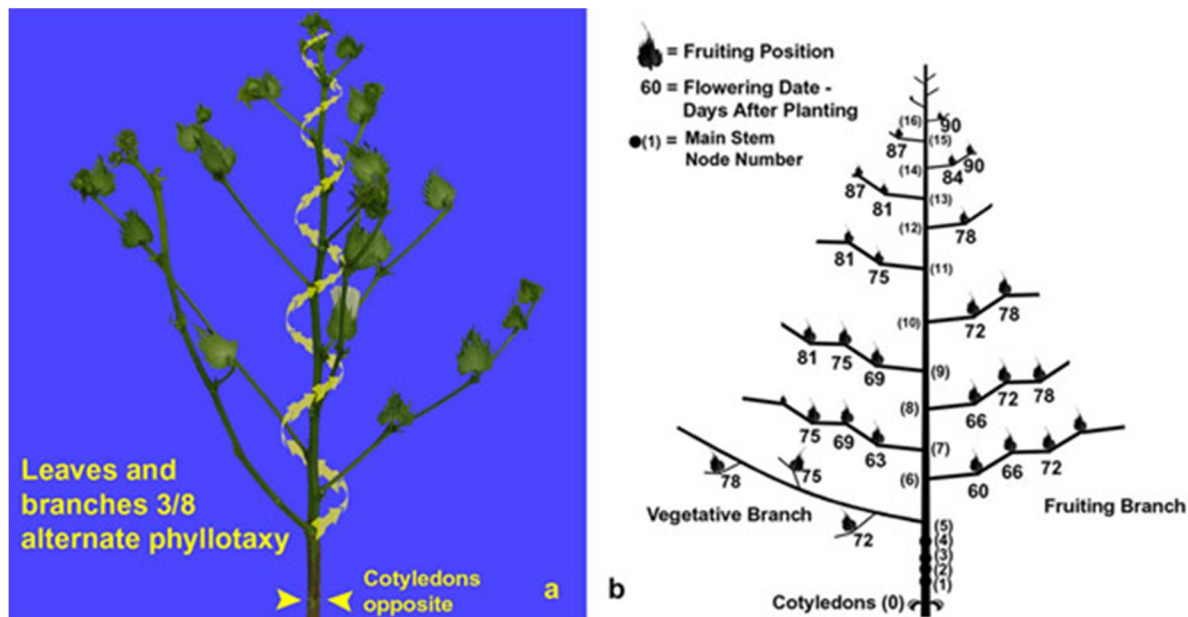 Leaves and
branches 3/8
alternate phyllotaxy
Cotyledons
opposite
a
= Fruiting Position
60 = Flowering Date -
Days After Planting
(1) = Main Stem
Node Number
(16) 90
87 (15)
(14) 84 90
87 81 (13)
(12) 78
81 75 (11)
(10) 72 78
81 75 69 (9)
(8) 66 72 78
75 69 63 (7)
(6) 60 66 72
Vegetative Branch
78 75 72 (5)
Fruiting Branch
(4)
(3)
(2)
(1)
Cotyledons (0)
b